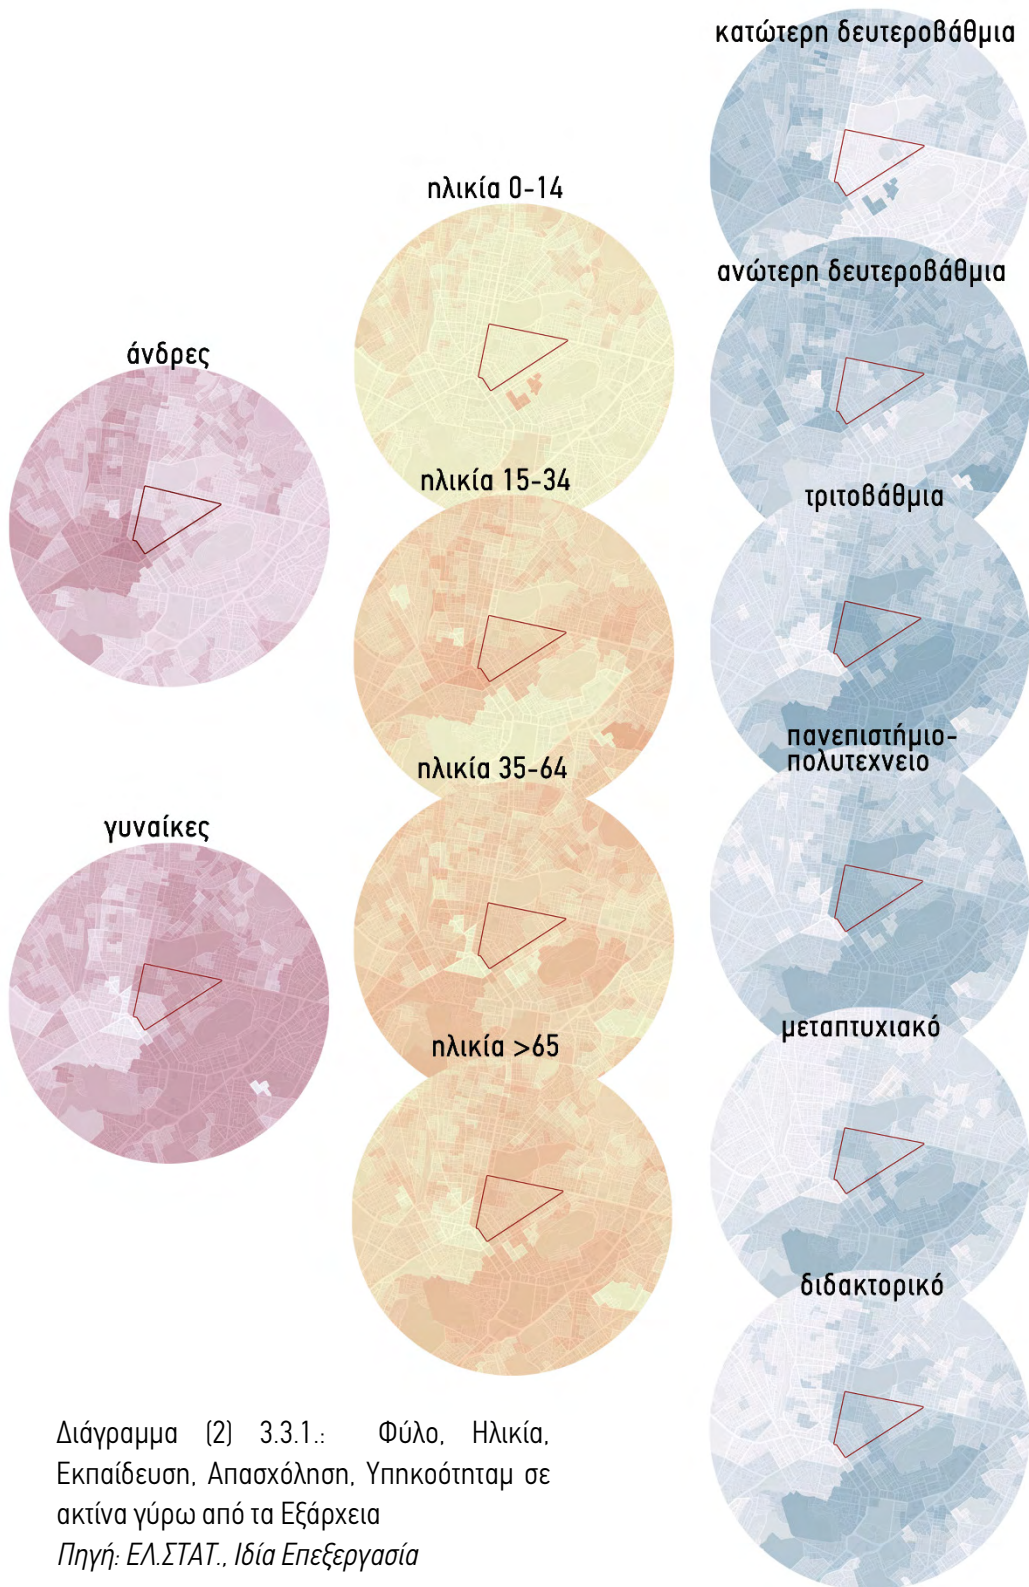 άνδρες
γυναίκες
ηλικία 0-14
ηλικία 15-34
ηλικία 35-64
ηλικία >65
κατώτερη δευτεροβάθμια
ανώτερη δευτεροβάθμια
τριτοβάθμια
πανεπιστήμιο-
πολυτεχνείο
μεταπτυχιακό
διδακτορικό
Διάγραμμα (2) 3.3.1.: Φύλο, Ηλικία,
Εκπαίδευση, Απασχόληση, Υπηκοότηταμ σε
ακτίνα γύρω από τα Εξάρχεια
Πηγή: ΕΛ.ΣΤΑΤ., Ιδία Επεξεργασία